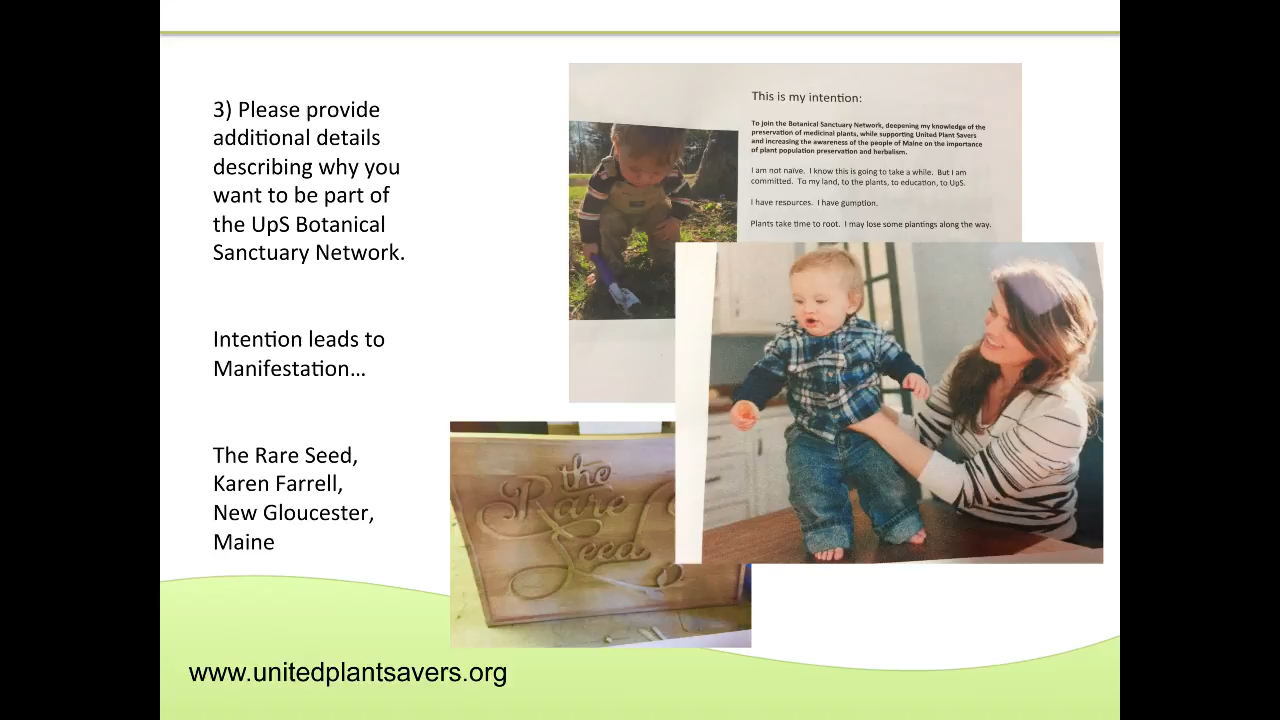 3) Please provide
additional details
describing why you
want to be part of
the UpS Botanical
Sanctuary Network.
Intention leads to
Manifestation…
The Rare Seed,
Karen Farrell,
New Gloucester,
Maine
This is my intention:
To join the Botanical Sanctuary Network, deepening my knowledge of the
preservation of medicinal plants, while supporting United Plant Savers
and increasing the awareness of the people of Maine on the importance
of plant population preservation and herbalism.
I am not naïve. I know this is going to take a while. But I am
committed. To my land, to the plants, to education, to UpS.
I have resources. I have gumption.
Plants take time to root. I may lose some plantings along the way.
the
Rare
Seed
www.unitedplantsavers.org